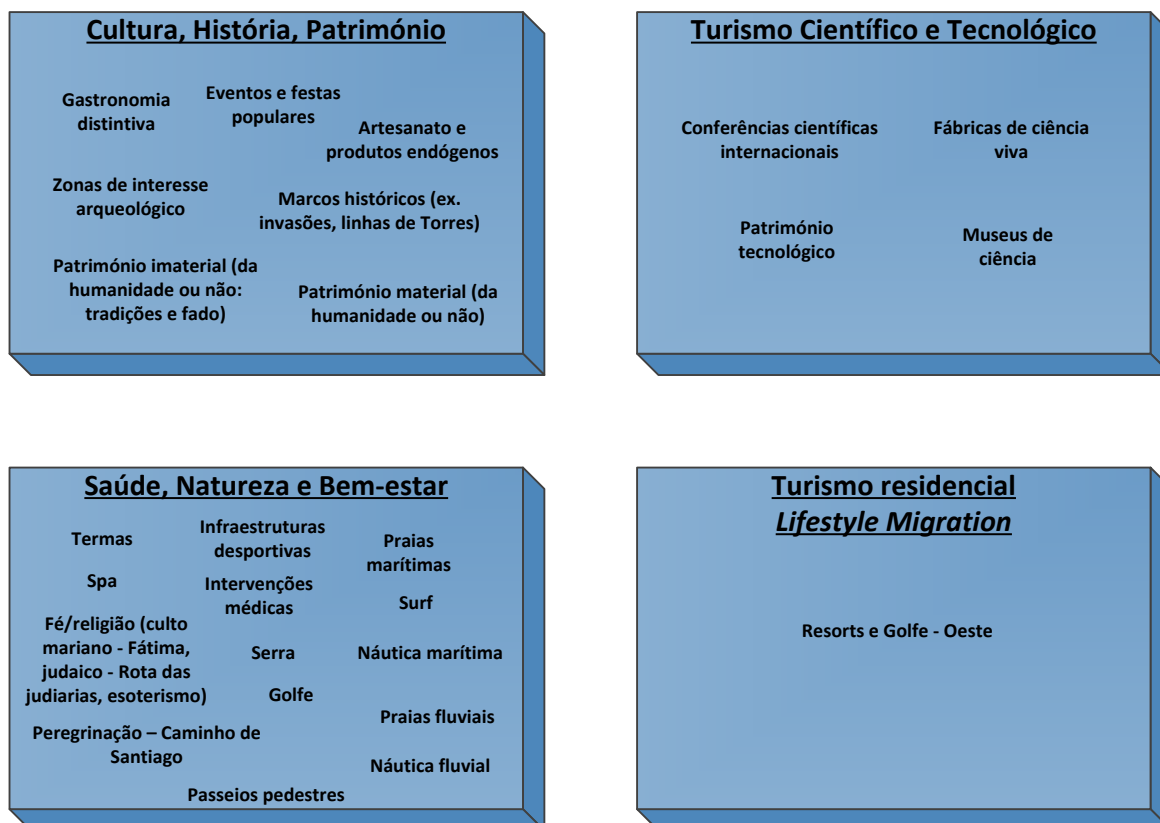 Cultura, História, Património
Gastronomia
distintiva
Eventos e festas
populares
Artesanato e
produtos endógenos
Zonas de interesse
arqueológico
Marcos históricos (ex.
invasões, linhas de Torres)
Património imaterial (da
humanidade ou não:
tradições e fado)
Património material (da
humanidade ou não)
Turismo Científico e Tecnológico
Conferências científicas
internacionais
Fábricas de ciência
viva
Património
tecnológico
Museus de
ciência
Saúde, Natureza e Bem-estar
Termas
Infraestruturas
desportivas
Praias
marítimas
Spa
Intervenções
médicas
Surf
Fé/religião (culto
mariano - Fátima,
judaico - Rota das
judiarias, esoterismo)
Serra
Náutica marítima
Golfe
Praias fluviais
Peregrinação – Caminho de
Santiago
Náutica fluvial
Passeios pedestres
Turismo residencial
Lifestyle Migration
Resorts e Golfe - Oeste